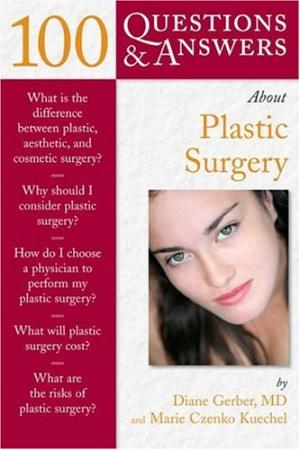 100 QUESTIONS
& ANSWERS
About
Plastic
Surgery
What is the
difference
between plastic,
aesthetic, and
cosmetic surgery?
Why should I
consider plastic
surgery?
How do I choose
a physician to
perform my
plastic surgery?
What will plastic
surgery cost?
What are
the risks of
plastic surgery?
by
Diane Gerber, MD
and Marie Czenko Kuechel